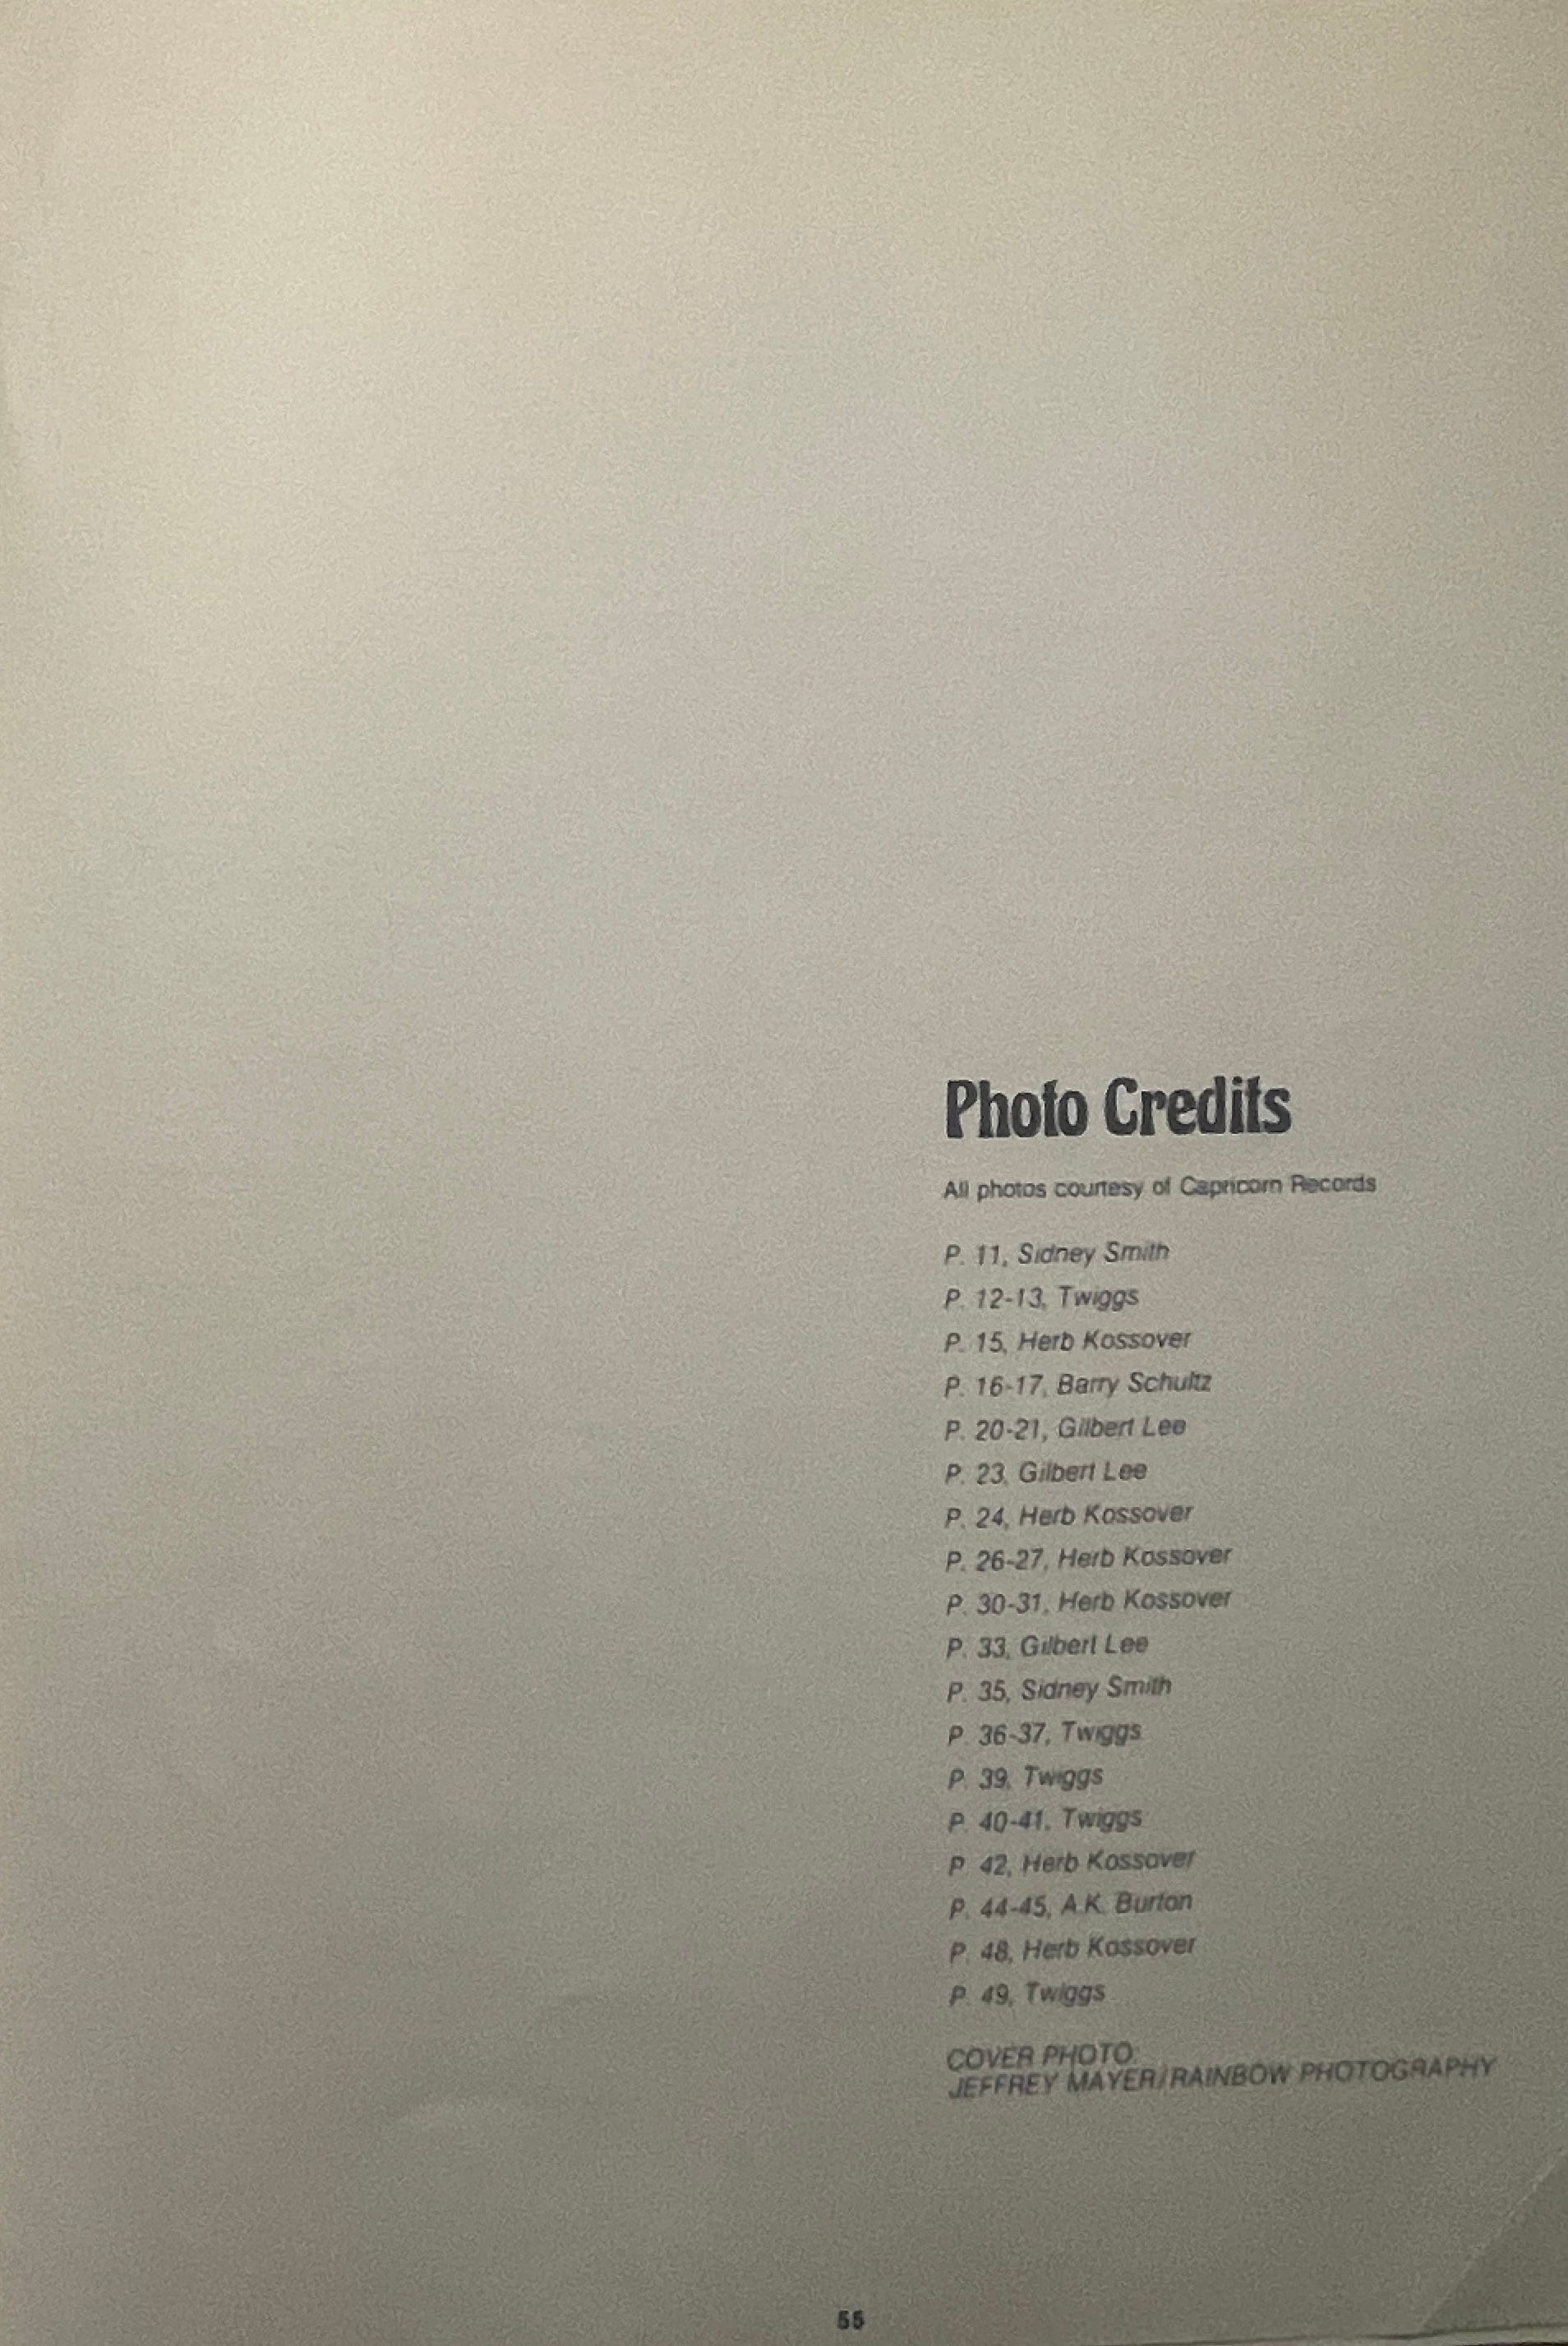 Photo Credits
All photos courtesy of Capricorn Records
P. 11, Sidney Smith
P. 12-13, Twiggs
P. 15, Herb Kossover
P. 16-17, Barry Schultz
P. 20-21, Gilbert Lee
P. 23, Gilbert Lee
P. 24, Herb Kossover
P. 26-27, Herb Kossover
P. 30-31, Herb Kossover
P. 33, Gilbert Lee
P. 35, Sidney Smith
P. 36-37, Twiggs
P. 39, Twiggs
P. 40-41, Twiggs
P. 42, Herb Kossover
P. 44-45, A.K. Burton
P. 48, Herb Kossover
P. 49, Twiggs
COVER PHOTO:
JEFFREY MAYER/RAINBOW PHOTOGRAPHY
55